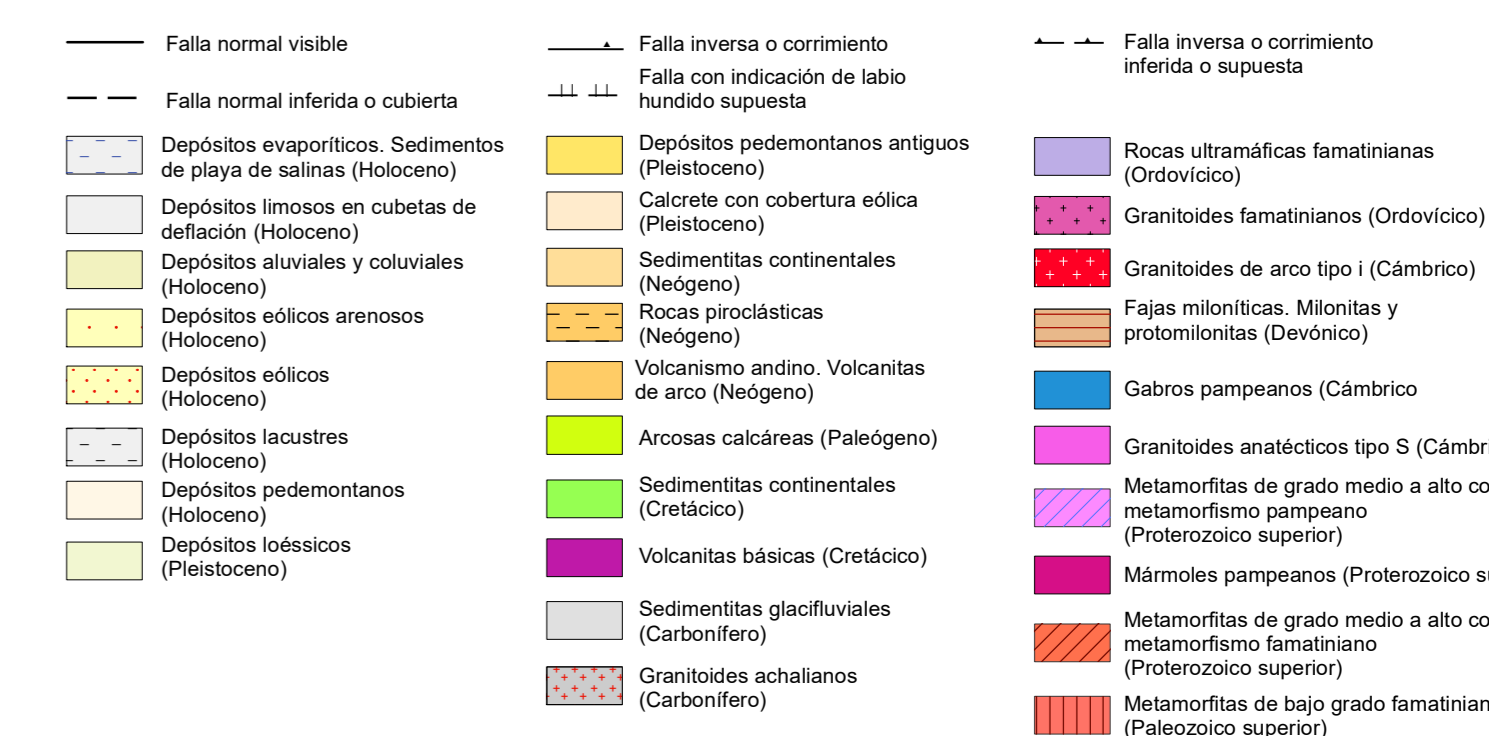 Falla normal visible
Falla normal inferida o cubierta
Depósitos evaporíticos. Sedimentos
de playa de salinas (Holoceno)
Depósitos limosos en cubetas de
deflación (Holoceno)
Depósitos aluviales y coluviales
(Holoceno)
Depósitos eólicos arenosos
(Holoceno)
Depósitos eólicos
(Holoceno)
Depósitos lacustres
(Holoceno)
Depósitos pedemontanos
(Holoceno)
Depósitos loéssicos
(Pleistoceno)
Falla inversa o corrimiento
Falla con indicación de labio
hundido supuesta
Depósitos pedemontanos antiguos
(Pleistoceno)
Calcrete con cobertura eólica
(Pleistoceno)
Sedimentitas continentales
(Neógeno)
Rocas piroclásticas
(Neógeno)
Volcanismo andino. Volcanitas
de arco (Neógeno)
Arcosas calcáreas (Paleógeno)
Sedimentitas continentales
(Cretácico)
Volcanitas básicas (Cretácico)
Sedimentitas glacifluviales
(Carbonífero)
Granitoides achalianos
(Carbonífero)
Falla inversa o corrimiento
inferida o supuesta
Rocas ultramáficas famatinianas
(Ordovícico)
Granitoides famatinianos (Ordovícico)
Granitoides de arco tipo i (Cámbrico)
Fajas miloníticas. Milonitas y
protomilonitas (Devónico)
Gabros pampeanos (Cámbrico
Granitoides anatécticos tipo S (Cámbri
Metamorfitas de grado medio a alto co
metamorfismo pampeano
(Proterozoico superior)
Mármoles pampeanos (Proterozoico su
Metamorfitas de grado medio a alto co
metamorfismo famatiniano
(Proterozoico superior)
Metamorfitas de bajo grado famatinian
(Paleozoico superior)